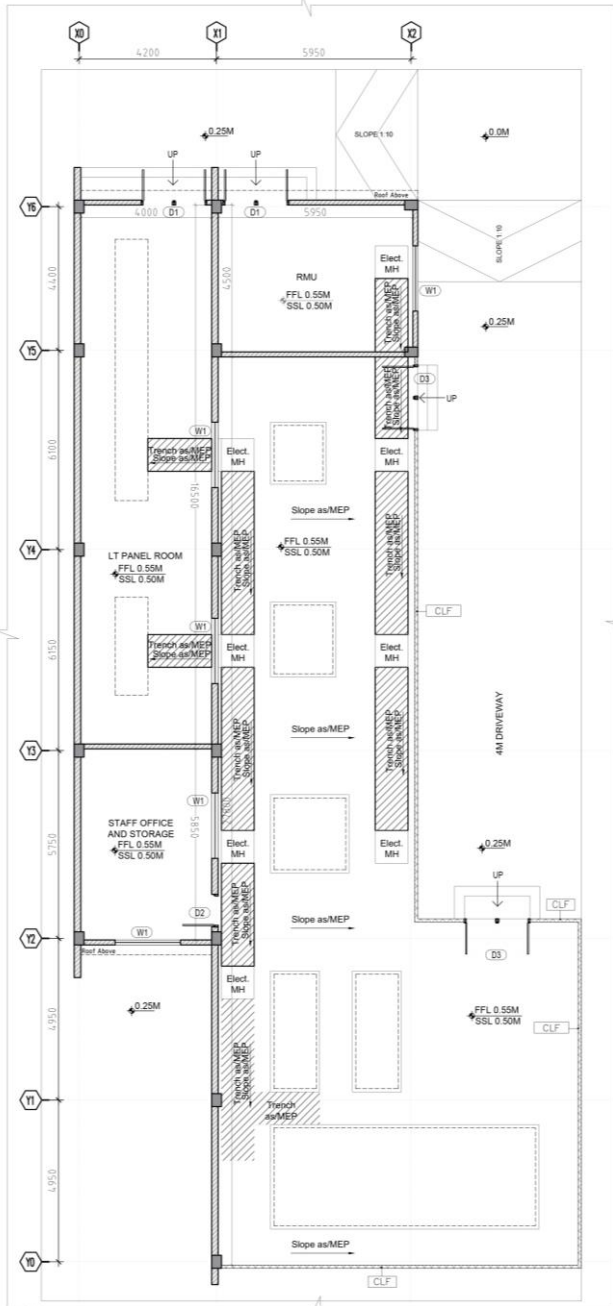 X0
X1
X2
4200
5950
0.25M
SLOPE 1:10
0.0M
UP
UP
Roof Above
Y6
4000
D1
D1
5950
SLOPE 1:10
4400
4500
RMU
FFL 0.55M
SSL 0.50M
Elect.
MH
Trench as/MEP
Slope as/MEP
W1
0.25M
Y5
Trench as/MEP
Slope as/MEP
D3
UP
6100
W1
Trench as/MEP
Slope as/MEP
Elect.
MH
Elect.
MH
16500
Slope as/MEP
Trench as/MEP
Slope as/MEP
Trench as/MEP
Slope as/MEP
Y4
LT PANEL ROOM
FFL 0.55M
SSL 0.50M
FFL 0.55M
SSL 0.50M
CLF
6150
W1
Trench as/MEP
Slope as/MEP
Elect.
MH
Elect.
MH
Trench as/MEP
Slope as/MEP
Slope as/MEP
Trench as/MEP
Slope as/MEP
4M DRIVEWAY
Y3
W1
5750
STAFF OFFICE
AND STORAGE
FFL 0.55M
SSL 0.50M
5850
Elect.
MH
Elect.
MH
0.25M
UP
Trench as/MEP
Slope as/MEP
D2
Slope as/MEP
CLF
Y2
W1
Roof Above
D3
Elect.
MH
4950
0.25M
FFL 0.55M
SSL 0.50M
CLF
Trench as/MEP
Slope as/MEP
Y1
Trench
as/MEP
4950
Slope as/MEP
Y0
CLF